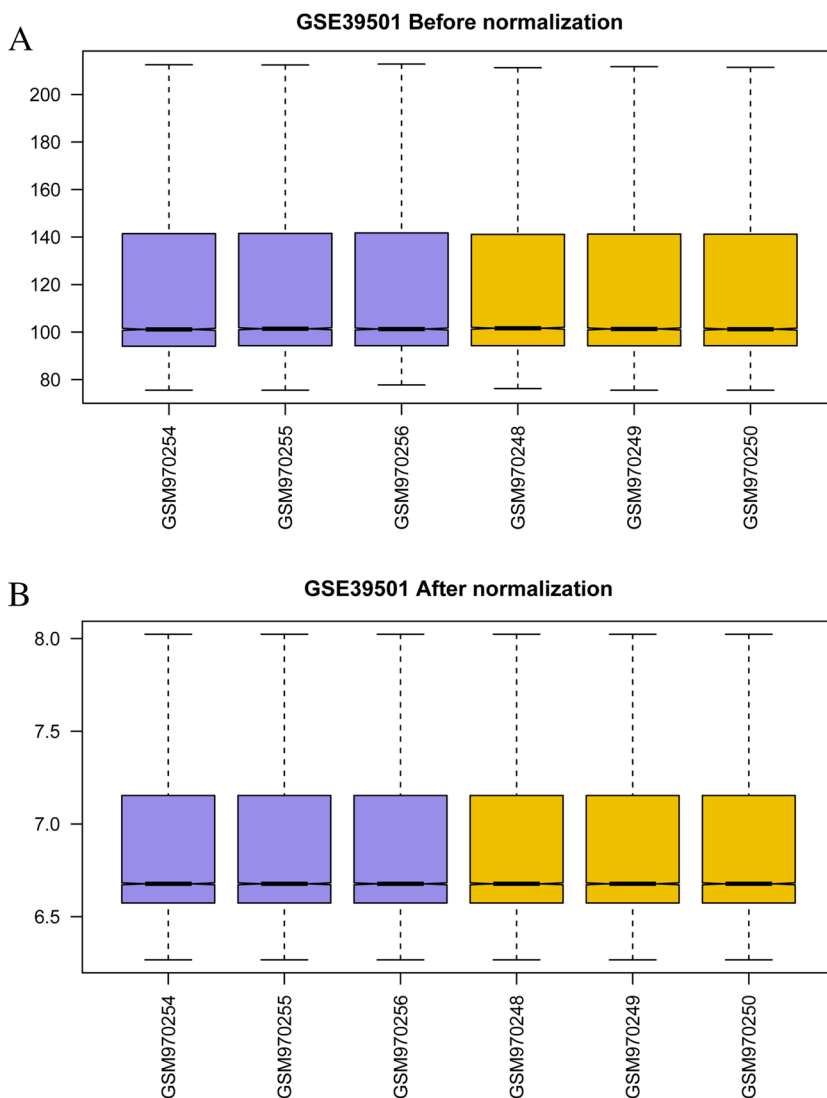 A
GSE39501 Before normalization
200
180
160
140
120
100
80
GSM970254
GSM970255
GSM970256
GSM970248
GSM970249
GSM970250
B
GSE39501 After normalization
8.0
7.5
7.0
6.5
GSM970254
GSM970255
GSM970256
GSM970248
GSM970249
GSM970250